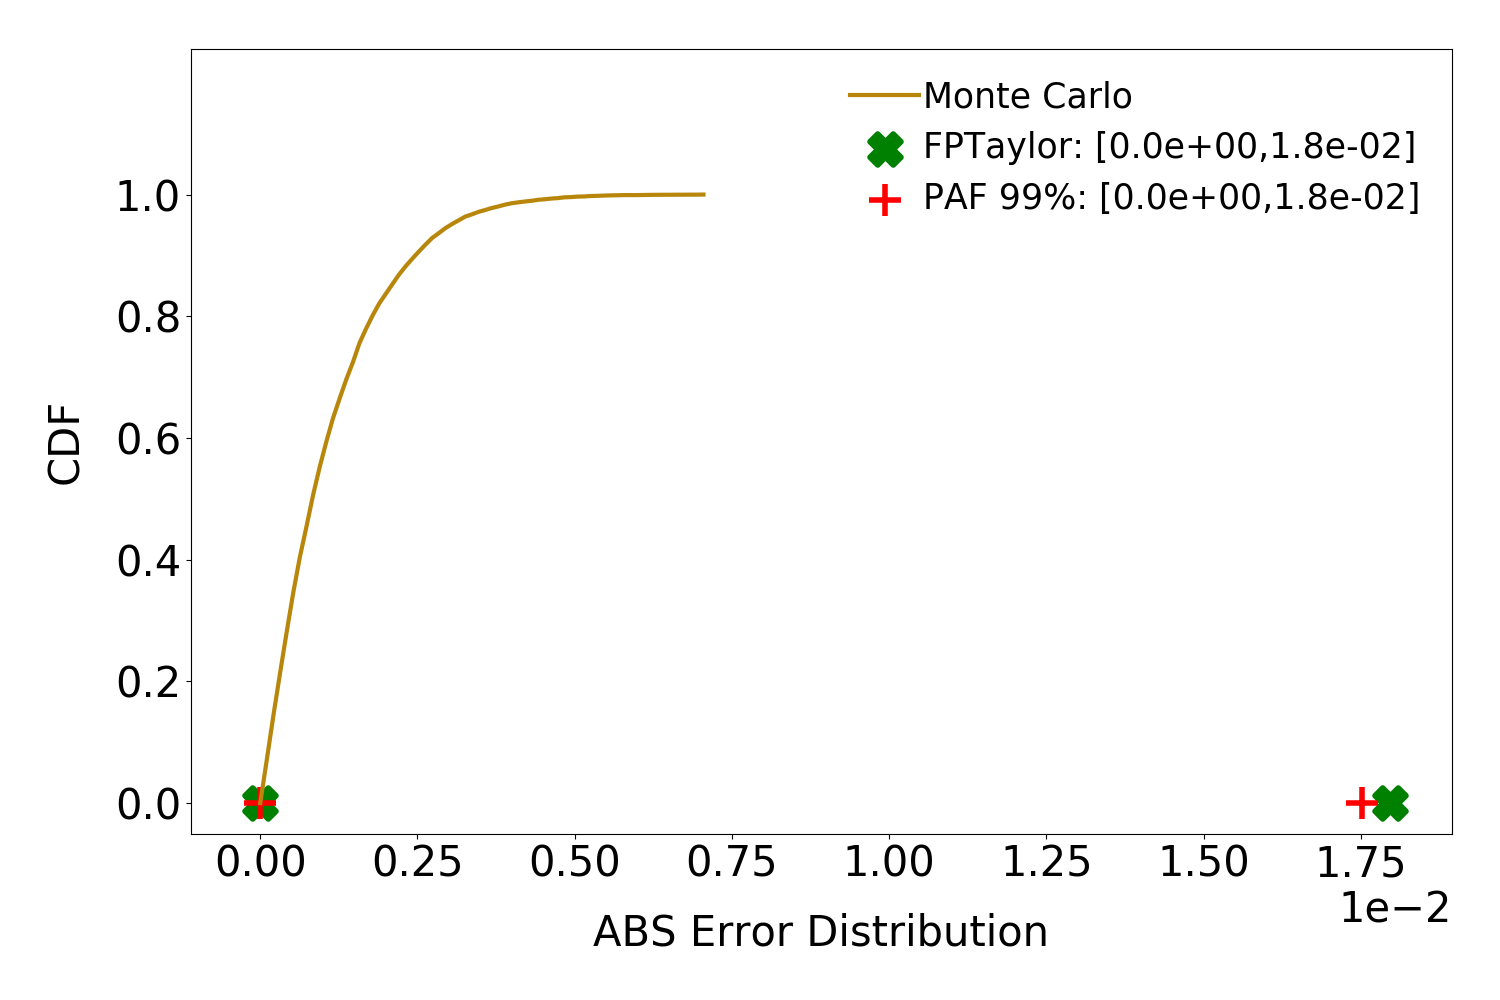 Monte Carlo
FPTaylor: [0.0e+00,1.8e-02]
PAF 99%: [0.0e+00,1.8e-02]
CDF
1.0
0.8
0.6
0.4
0.2
0.0
0.00 0.25 0.50 0.75 1.00 1.25 1.50 1.75
1e−2
ABS Error Distribution